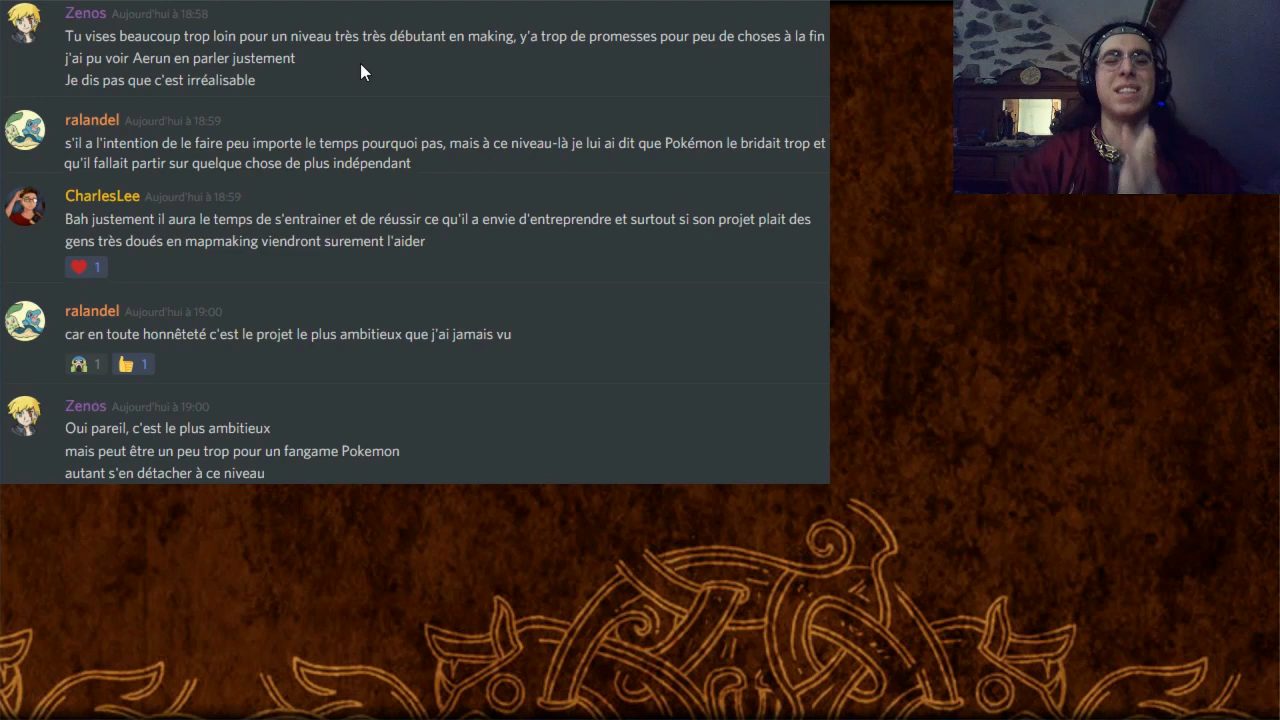 Zenos Aujourd'hui à 18:58
Tu vises beaucoup trop loin pour un niveau très très débutant en making, y'a trop de promesses pour peu de choses à la fin
j'ai pu voir Aerun en parler justement
Je dis pas que c'est irréalisable
ralandel Aujourd'hui à 18:59
s'il a l'intention de le faire peu importe le temps pourquoi pas, mais à ce niveau-là je lui ai dit que Pokémon le bridait trop et
qu'il fallait partir sur quelque chose de plus indépendant
CharlesLee Aujourd'hui à 18:59
Bah justement il aura le temps de s'entrainer et de réussir ce qu'il a envie d'entreprendre et surtout si son projet plait des
gens très doués en mapmaking viendront surement l'aider
1
ralandel Aujourd'hui à 19:00
car en toute honnêteté c'est le projet le plus ambitieux que j'ai jamais vu
1 1
Zenos Aujourd'hui à 19:00
Oui pareil, c'est le plus ambitieux
mais peut être un peu trop pour un fangame Pokemon
autant s'en détacher à ce niveau